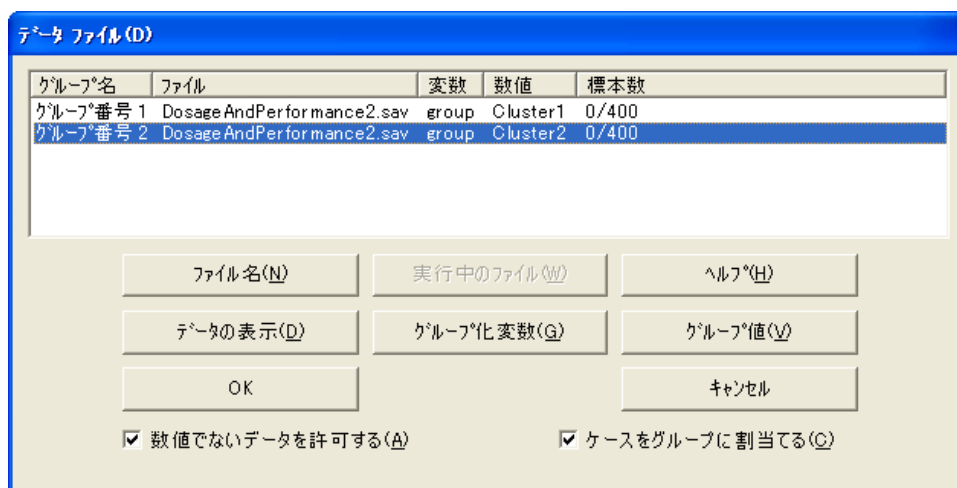 データ ファイル(D)
グループ名 ファイル 変数 数値 標本数
グループ番号 1 DosageAndPerformance2.sav group Cluster1 0/400
グループ番号 2 DosageAndPerformance2.sav group Cluster2 0/400
ファイル名(N) 実行中のファイル(W) ヘルプ(H)
データの表示(D) グループ化変数(G) グループ値(V)
OK キャンセル
数値でないデータを許可する(A) ケースをグループに割当てる(C)